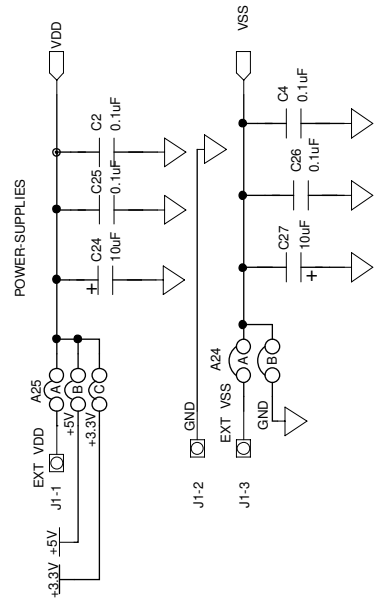 POWER-SUPPLIES
+3.3V
+5V
EXT VDD
J1-1
A25
A
+5V
B
+3.3V
C
+
C24
10uF
C25
0.1uF
C2
0.1uF
VDD
J1-2
GND
J1-3
EXT VSS
A24
A
GND
B
C27
10uF
+
C26
0.1uF
C4
0.1uF
VSS